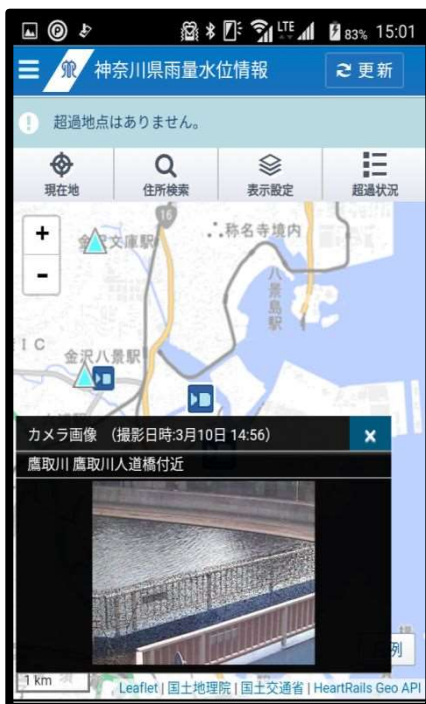 LTE 83% 15:01
神奈川県雨量水位情報 更新
超過地点はありません。
現在地 住所検索 表示設定 超過状況
+
-
16
文庫駅
称名寺境内
八景島駅
IC
金沢八景駅
カメラ画像 (撮影日時:3月10日 14:56) ×
鷹取川 鷹取川人道橋付近
例
1 km
Leaflet | 国土地理院 | 国土交通省 | HeartRails Geo API